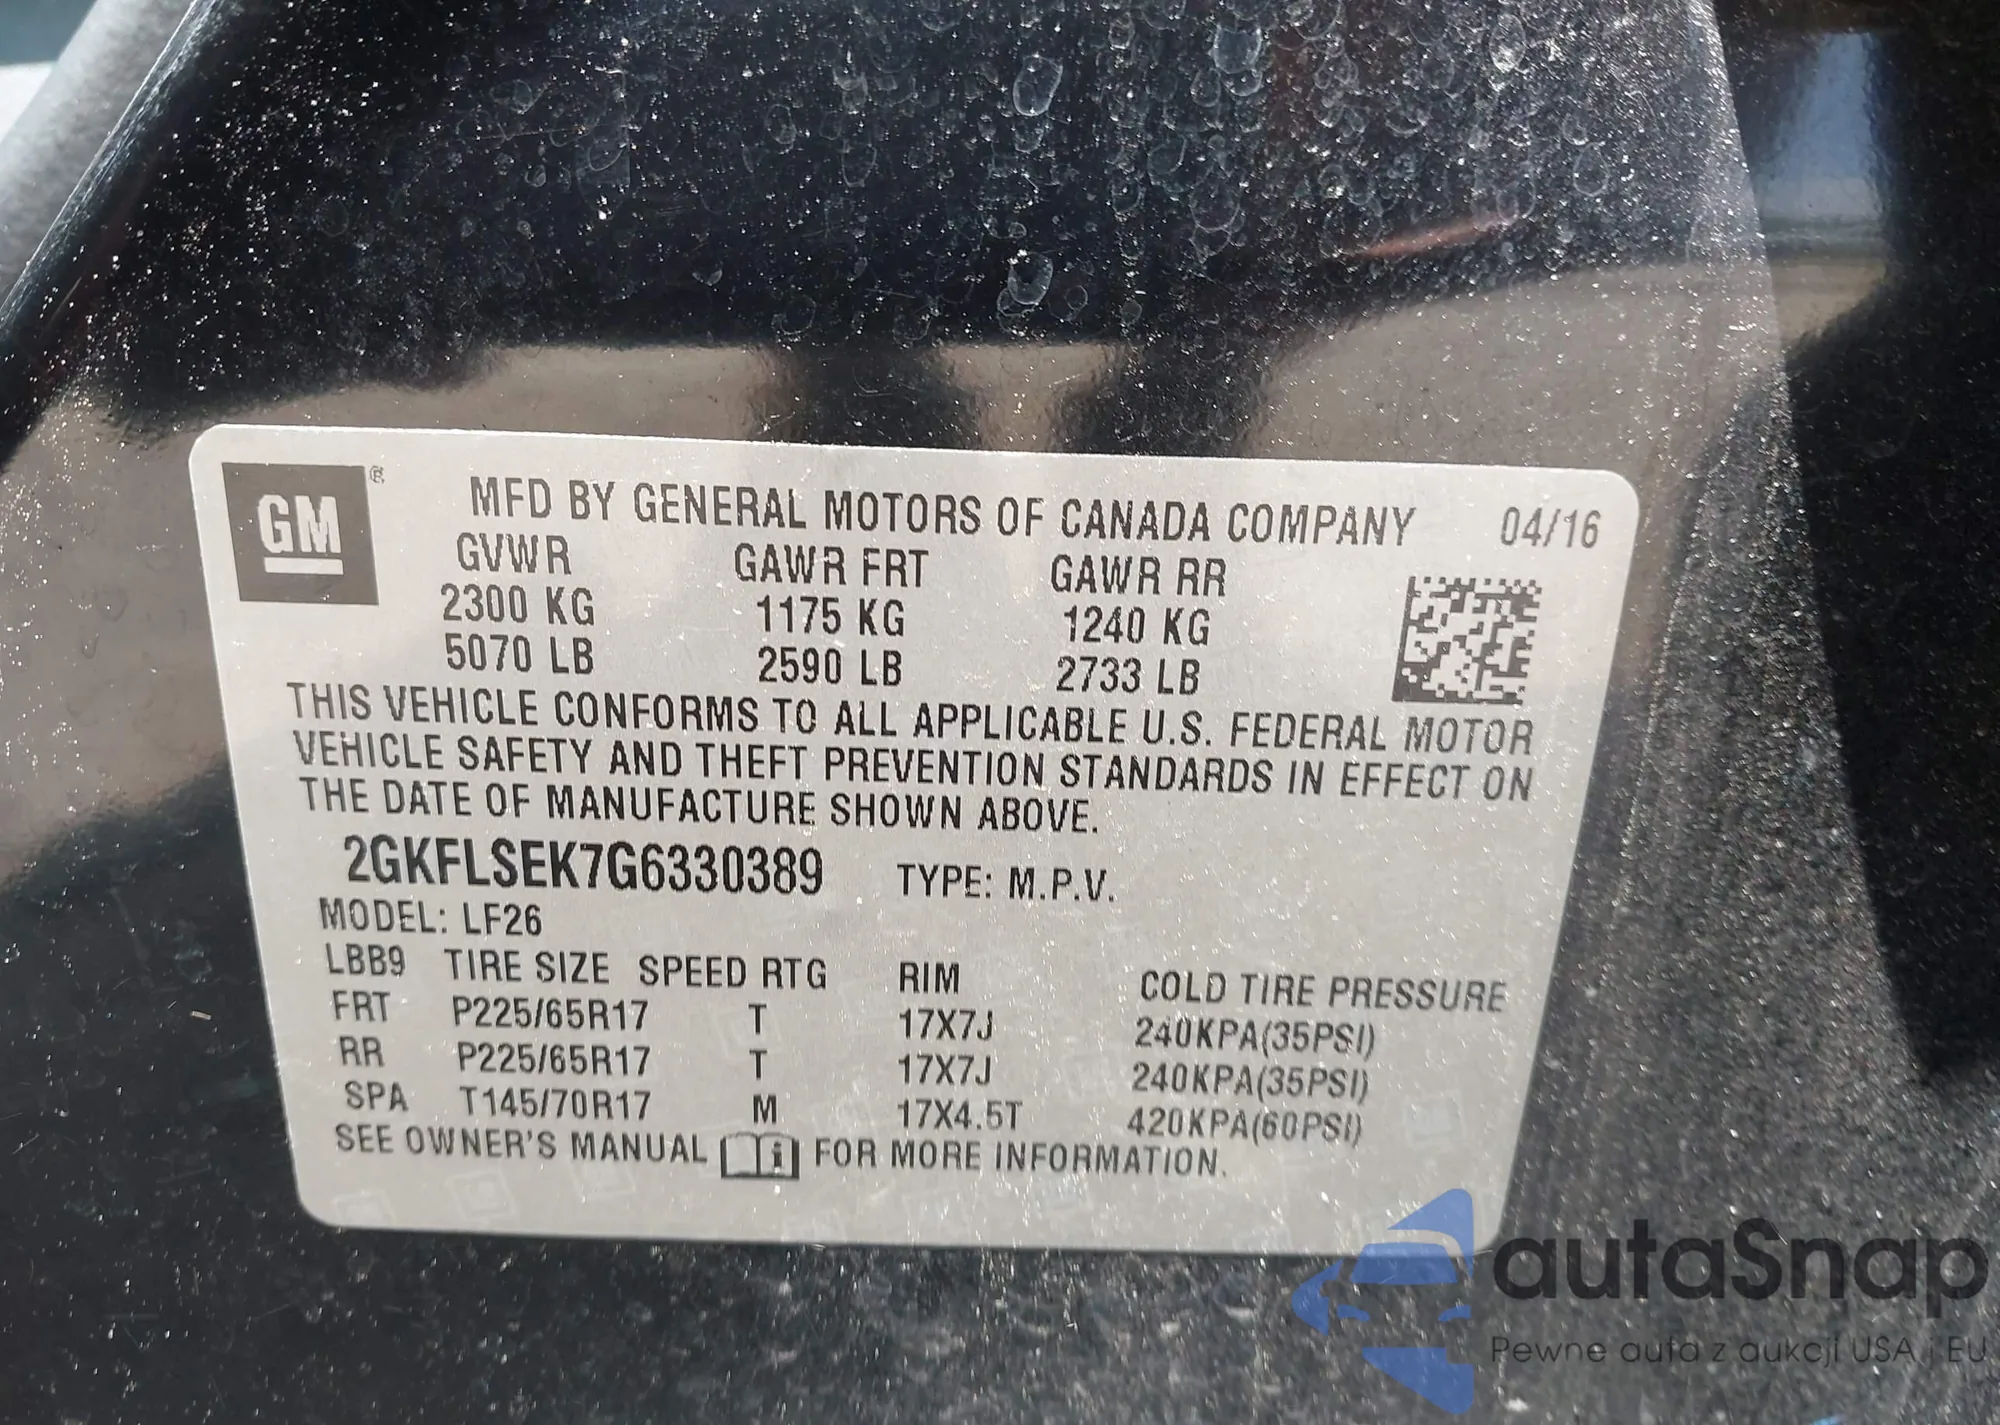 GM ®
MFD BY GENERAL MOTORS OF CANADA COMPANY 04/16
GVWR GAWR FRT GAWR RR
2300 KG 1175 KG 1240 KG
5070 LB 2590 LB 2733 LB
THIS VEHICLE CONFORMS TO ALL APPLICABLE U.S. FEDERAL MOTOR
VEHICLE SAFETY AND THEFT PREVENTION STANDARDS IN EFFECT ON
THE DATE OF MANUFACTURE SHOWN ABOVE.
2GKFLSEK7G6330389 TYPE: M.P.V.
MODEL: LF26
LBB9 TIRE SIZE SPEED RTG RIM COLD TIRE PRESSURE
FRT P225/65R17 T 17X7J 240KPA(35PSI)
RR P225/65R17 T 17X7J 240KPA(35PSI)
SPA T145/70R17 M 17X4.5T 420KPA(60PSI)
SEE OWNER'S MANUAL i FOR MORE INFORMATION.
autaSnap
Pewne auta z aukcji USA i EU